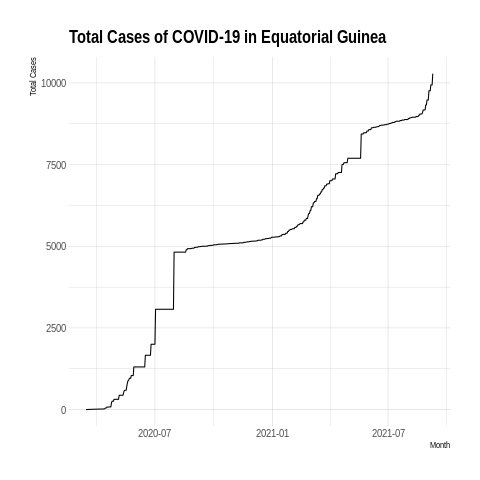 Total Cases of COVID-19 in Equatorial Guinea
Total Cases
10000
7500
5000
2500
0
2020-07 2021-01 2021-07
Month